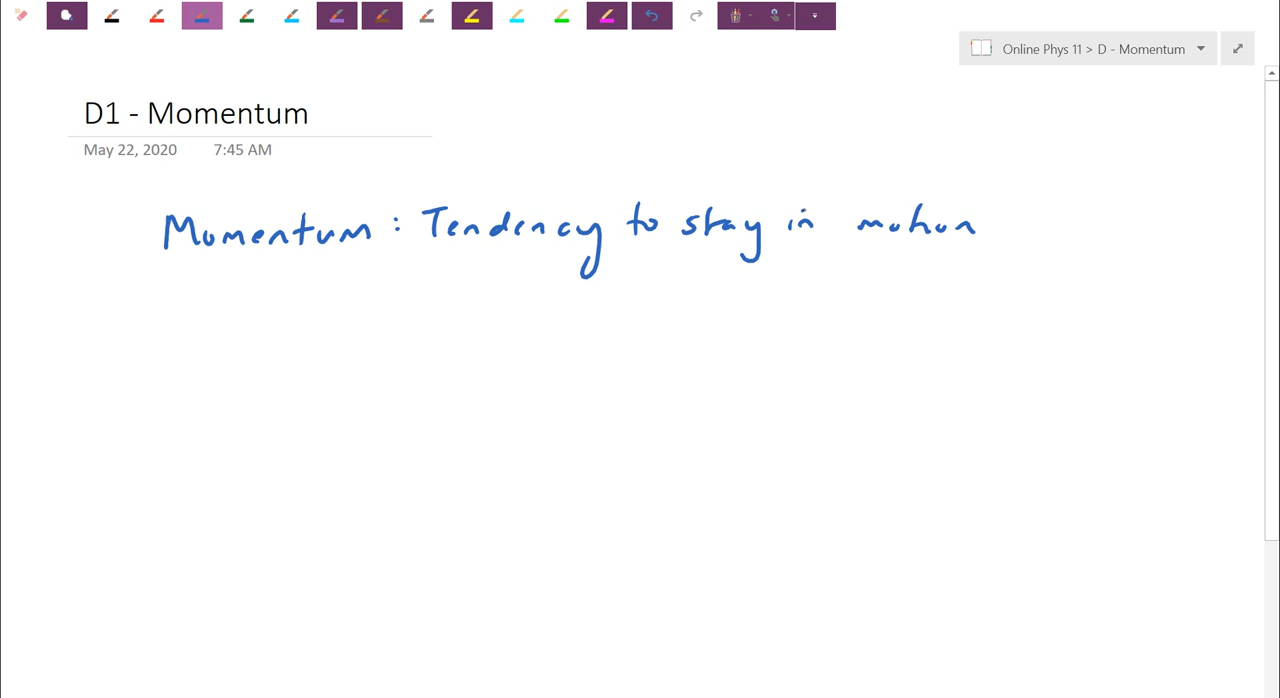 Online Phys 11 > D - Momentum
D1 - Momentum
May 22, 2020 7:45 AM
Momentum : Tendency to stay in motion